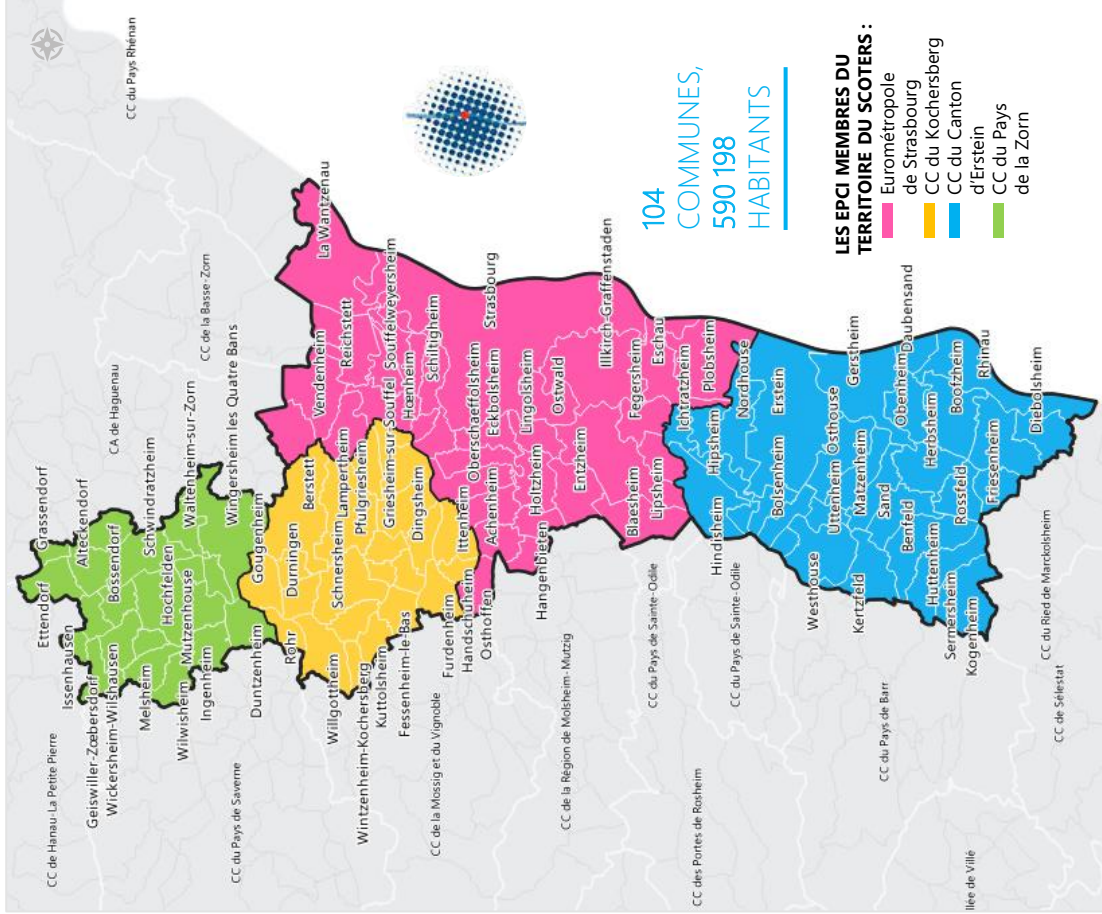 CC du Pays Rhénan
CC de Hanau-La Petite Pierre
CA de Haguenau
CC de la Basse-Zorn
CC du Pays de Saverne
CC de la Mossig et du Vignoble
CC de la Région de Molsheim-Mutzig
CC du Pays de Sainte-Odile
CC des Portes de Rosheim
CC du Pays de Sainte-Odile
CC du Pays de Barr
CC du Ried de Marckolsheim
CC de Sélestat
llée de Villé
Ettendorf
Grassendorf
Issenhausen
Alteckendorf
Geiswiller-Zœbersdorf
Wickersheim-Wilshausen
Bossendorf
Melsheim
Schwindratzheim
Hochfelden
Wilwisheim
Mutzenhouse
Waltenheim-sur-Zorn
Ingenheim
Wingersheim les Quatre Bans
Duntzenheim
Gougenheim
Rohr
Durningen
Berstett
Willgottheim
Schnersheim
Lampertheim
Wintzenheim-Kochersberg
Pfulgriesheim
Kuttolsheim
Griesheim-sur-Souffel
Fessenheim-le-Bas
Dingsheim
Furdenheim
Ittenheim
Handschuheim
Osthoffen
La Wantzenau
Vendenheim
Reichstett
Souffelweyersheim
Hœnheim
Schiltigheim
Oberschaeffolsheim
Achenheim
Eckbolsheim
Strasbourg
Lingolsheim
Hangenbieten
Holtzheim
Ostwald
Entzheim
Illkirch-Graffenstaden
Blaesheim
Fegersheim
Lipsheim
Eschau
Ichtratzheim
Plobsheim
Hipsheim
Hindisheim
Nordhouse
Erstein
Bolsenheim
Westhouse
Uttenheim
Osthouse
Gerstheim
Kertzfeld
Matzenheim
Sand
Obenheim
Daubensand
Benfeld
Herbsheim
Huttenheim
Boofzheim
Sermersheim
Rossfeld
Rhinau
Kogenheim
Friesenheim
Diebolsheim
104
COMMUNES,
590 198
HABITANTS
LES EPCI MEMBRES DU
TERRITOIRE DU SCOTERS :
Eurométropole
de Strasbourg
CC du Kochersberg
CC du Canton
d'Erstein
CC du Pays
de la Zorn